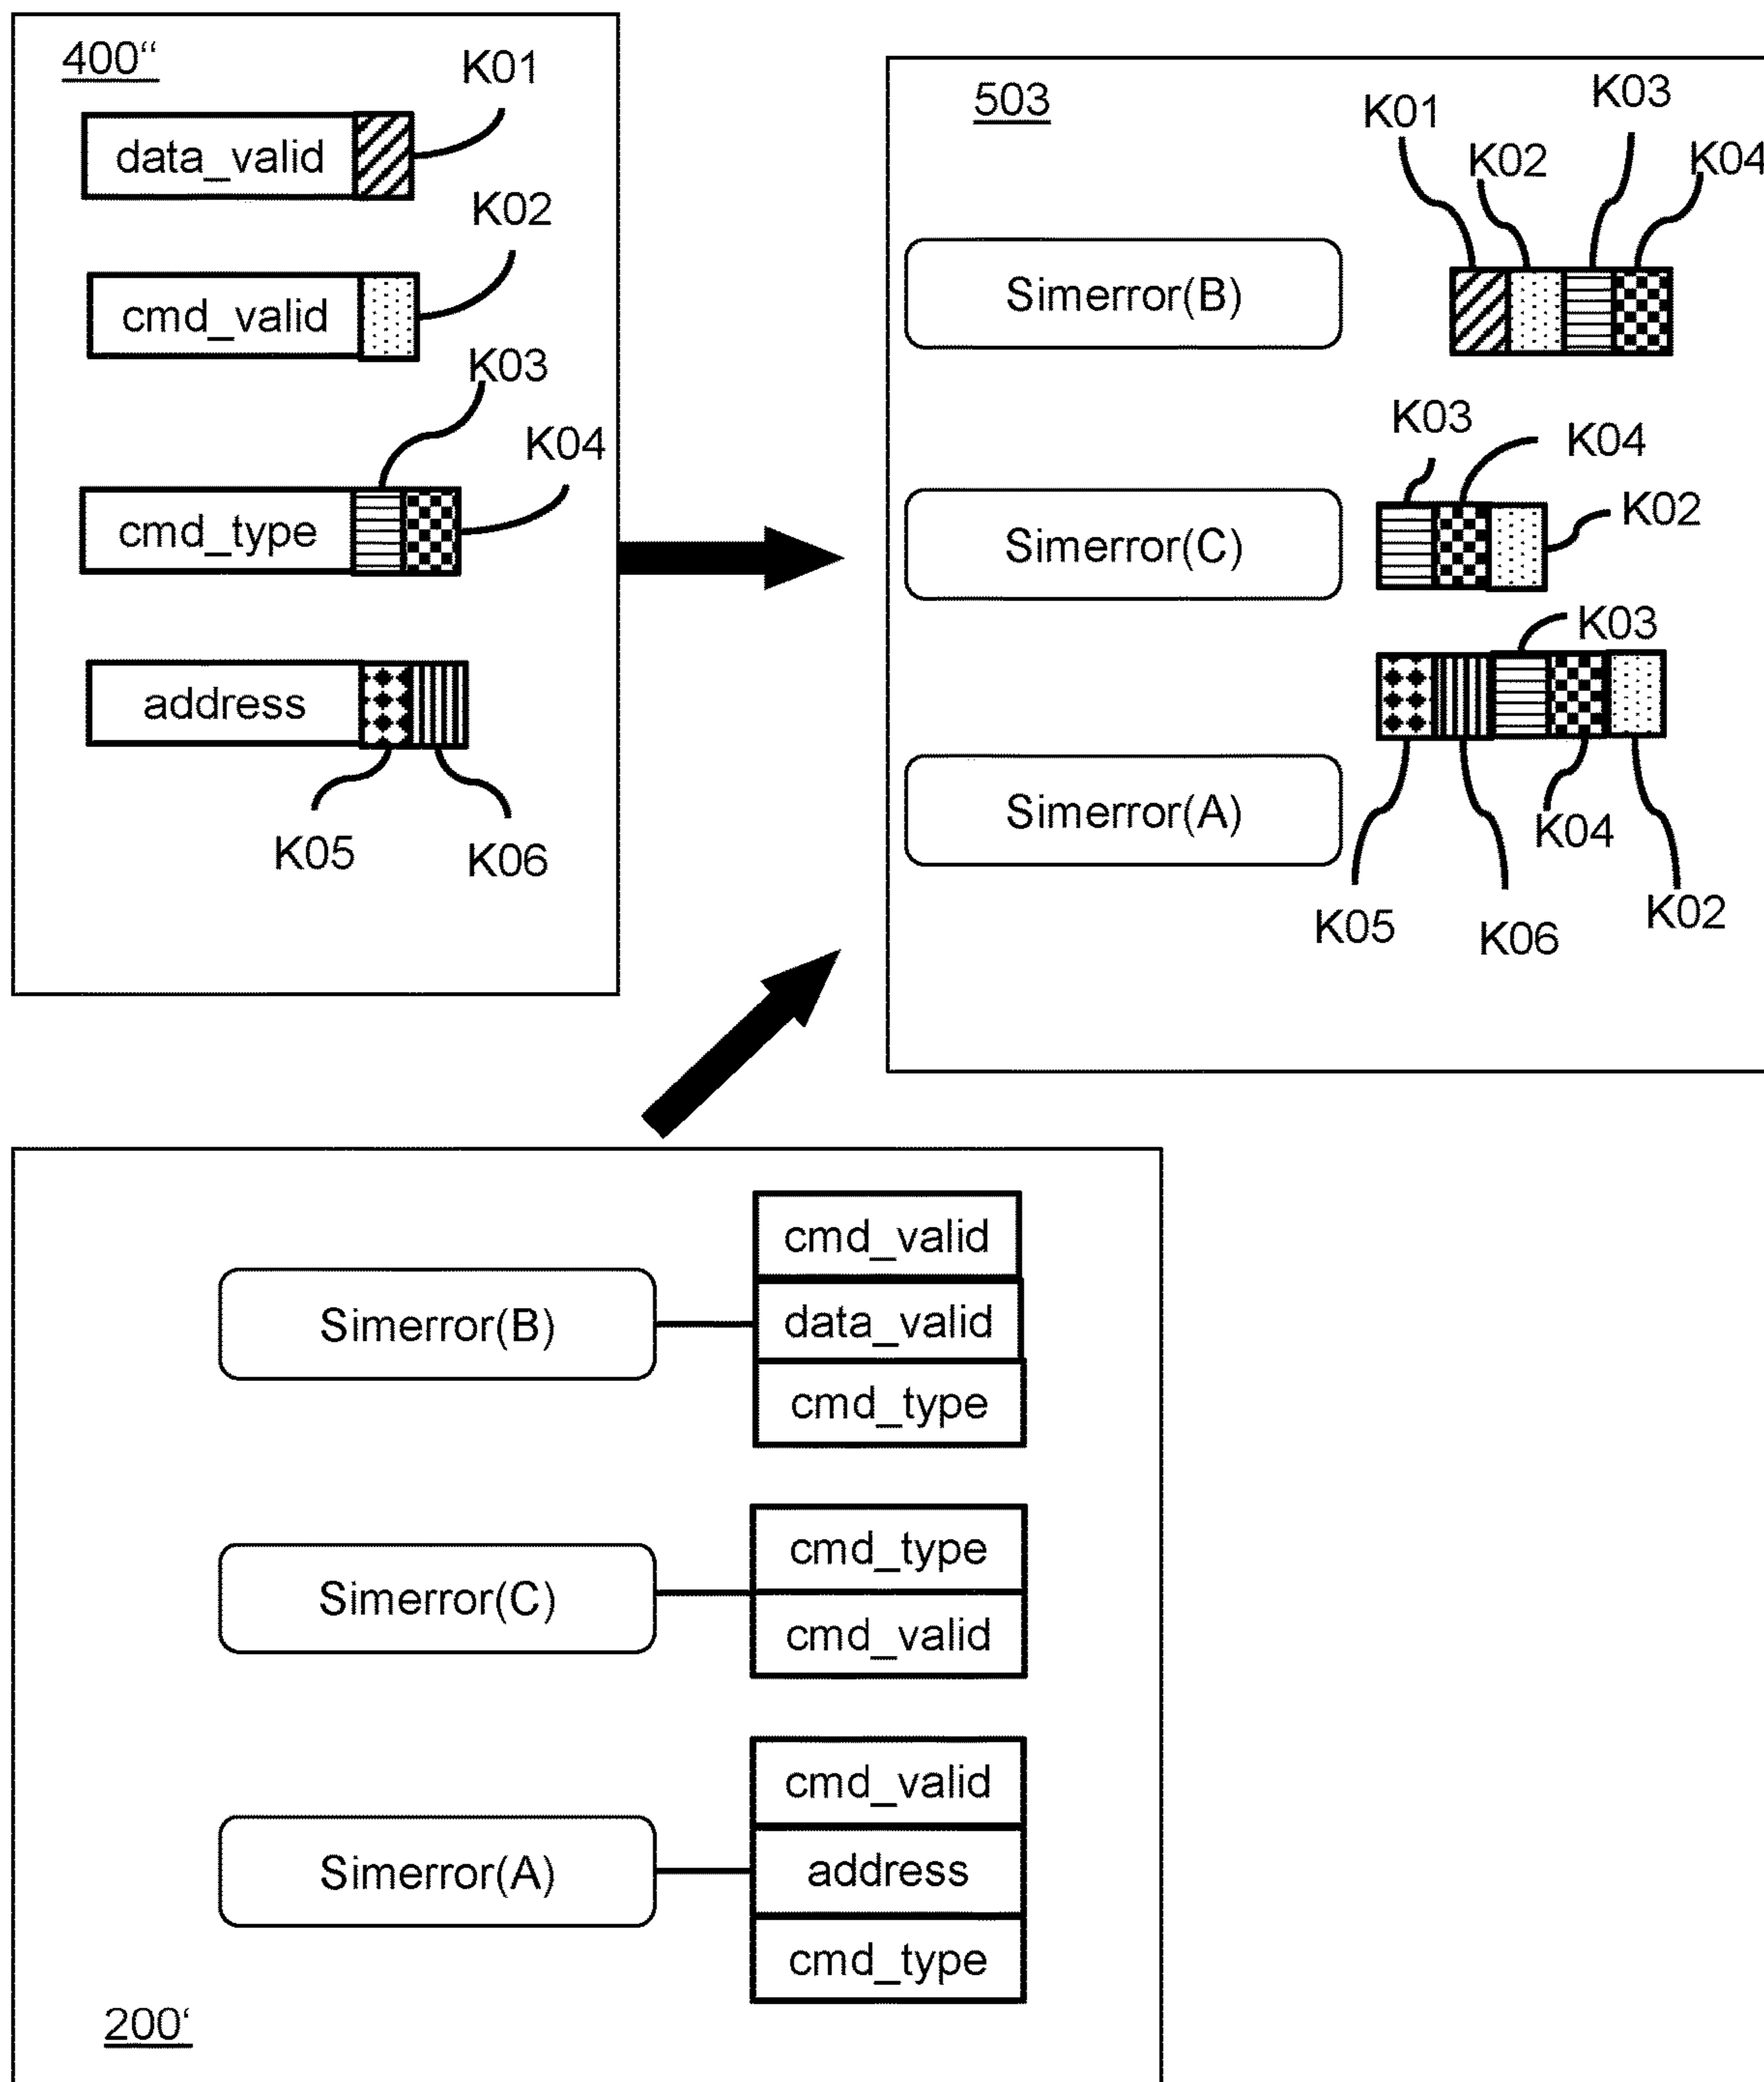 400“
K01
data_valid
K02
cmd_valid
K03
K04
cmd_type
address
K05
K06
503
K03
K01
K02
K04
Simerror(B)
K03
K04
K02
Simerror(C)
K03
Simerror(A)
K04
K05
K06
K02
cmd_valid
Simerror(B)
data_valid
cmd_type
cmd_type
Simerror(C)
cmd_valid
cmd_valid
Simerror(A)
address
cmd_type
200‘